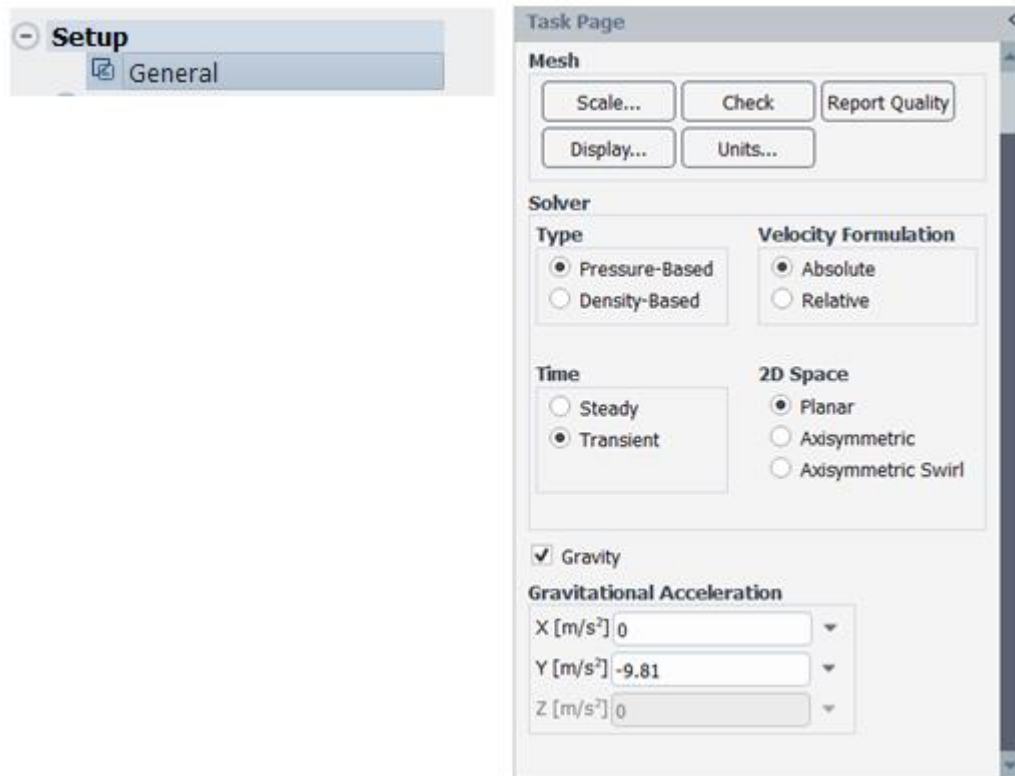 Setup
General
Task Page
Mesh
Scale... Check Report Quality
Display... Units...
Solver
Type Velocity Formulation
Pressure-Based Absolute
Density-Based Relative
Time 2D Space
Steady Planar
Transient Axisymmetric
Axisymmetric Swirl
Gravity
Gravitational Acceleration
X [m/s²] 0
Y [m/s²] -9.81
Z [m/s²] 0